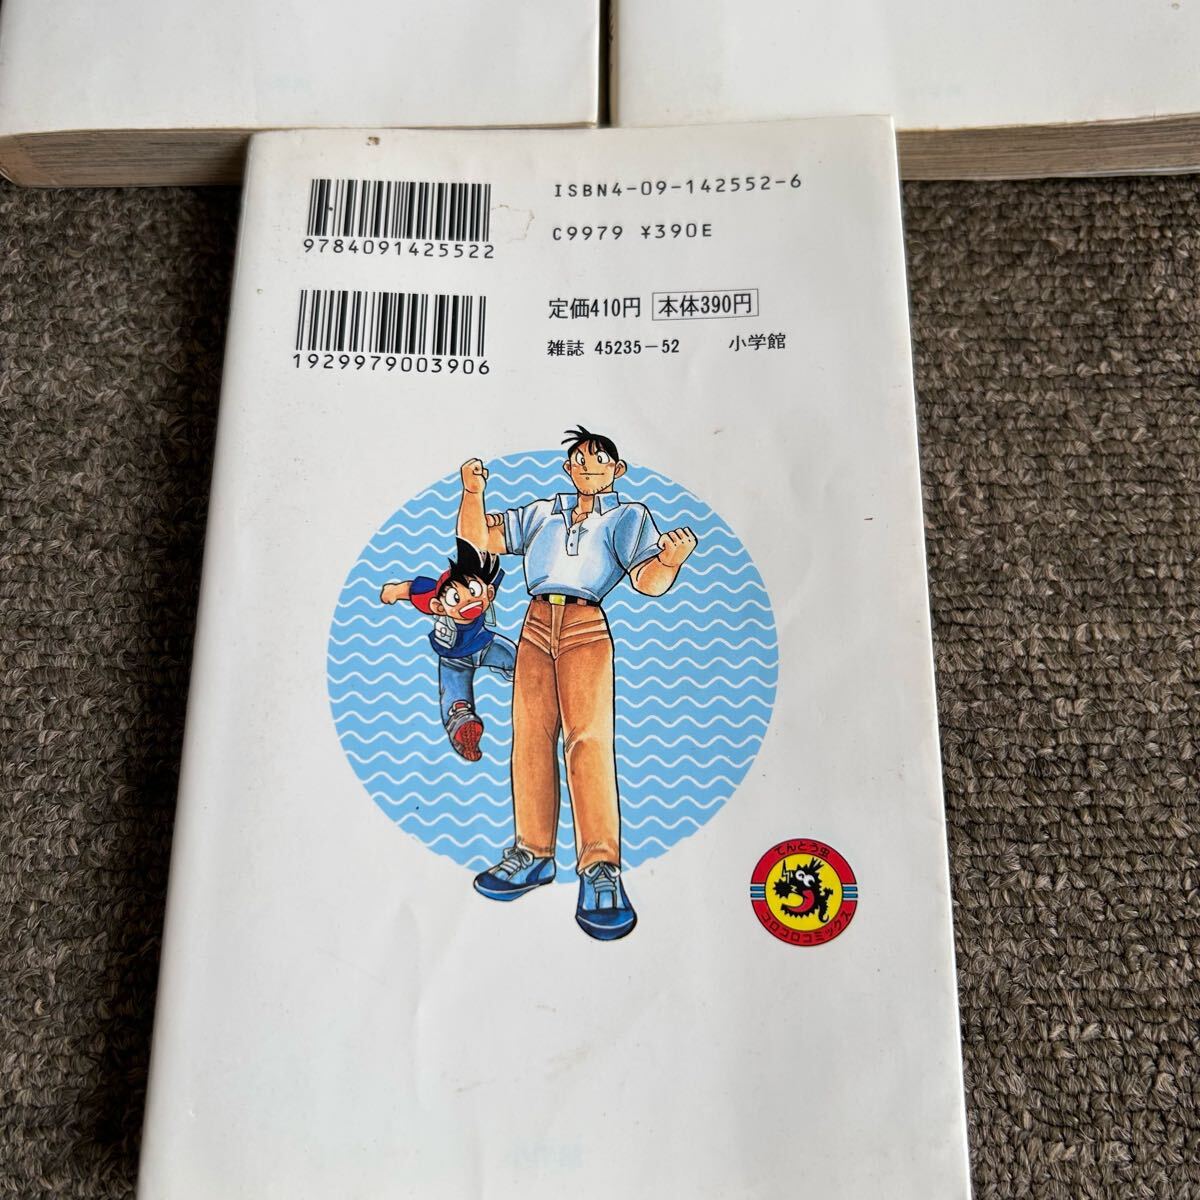 ISBN4-09-142552-6
C9979 ¥390E
9784091425522
定価410円 本体390円
雑誌 45235-52 小学館
1929979003906
てんとう虫
コロコロコミックス